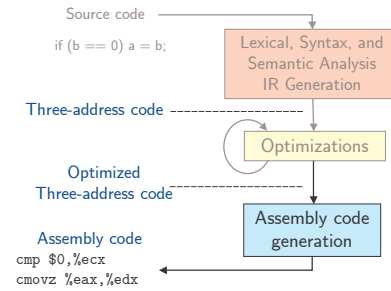 Source code
if (b == 0) a = b;
Lexical, Syntax, and
Semantic Analysis
IR Generation
Three-address code
Optimizations
Optimized
Three-address code
Assembly code
generation
Assembly code
cmp $0,%ecx
cmovz %eax,%edx